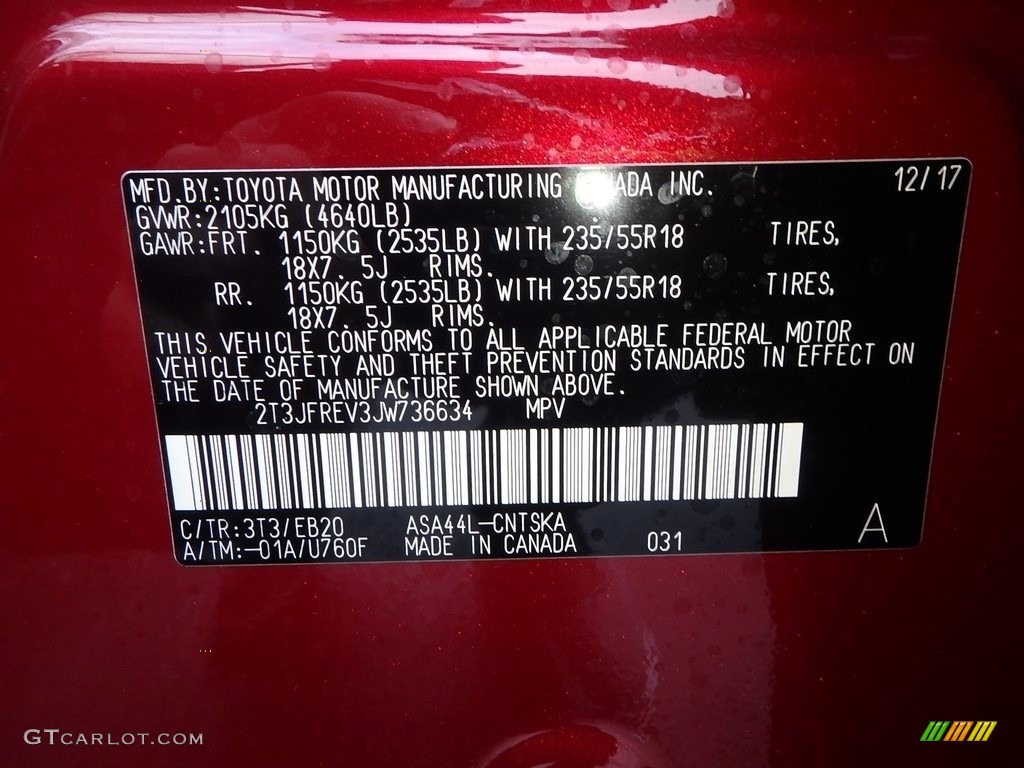 MFD.BY:TOYOTA MOTOR MANUFACTURING INC. 12/17
GVWR:2105KG (4640LB)
GAWR:FRT. 1150KG (2535LB) WITH 235/55R18 TIRES,
18X7. 5J RIMS.
RR. 1150KG (2535LB) WITH 235/55R18 TIRES,
18X7. 5J RIMS.
THIS VEHICLE CONFORMS TO ALL APPLICABLE FEDERAL MOTOR
VEHICLE SAFETY AND THEFT PREVENTION STANDARDS IN EFFECT ON
THE DATE OF MANUFACTURE SHOWN ABOVE.
2T3JFREV3JW736634 MPV
C/TR:3T3/EB20 ASA44L-CNTSKA
A/TM:-01A/U760F MADE IN CANADA 031 A
GTCARLOT.COM